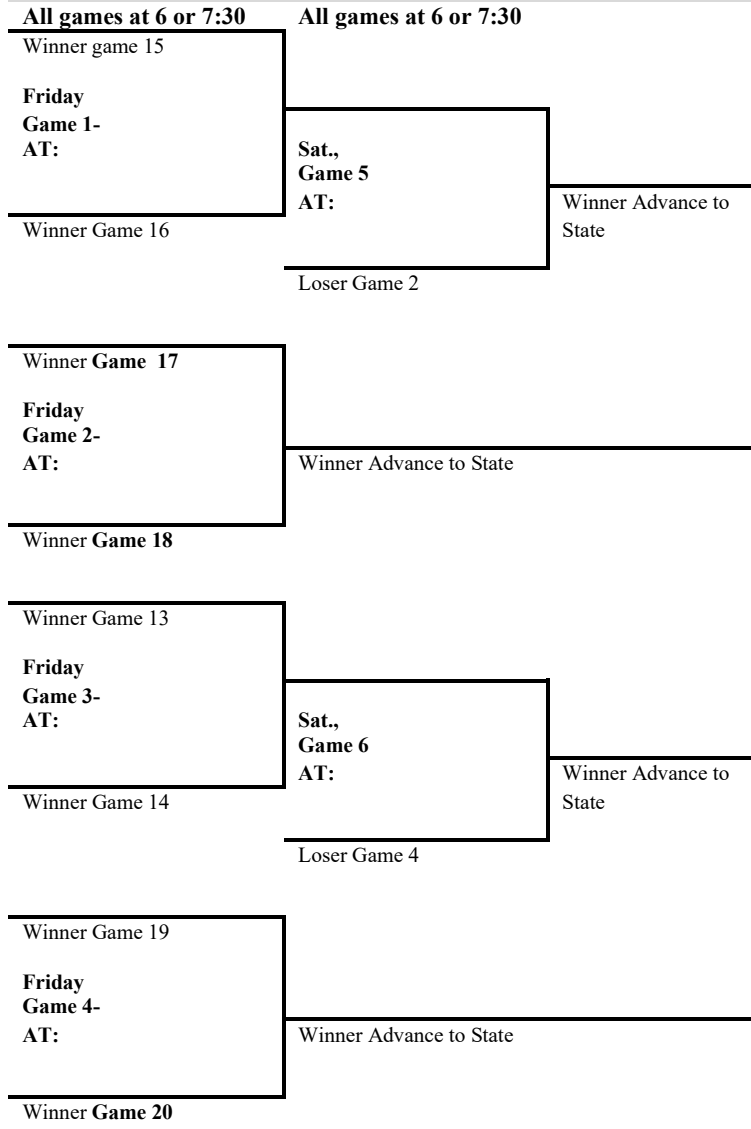 All games at 6 or 7:30 All games at 6 or 7:30
Winner game 15
Friday
Game 1-
AT:
Sat.,
Game 5
AT:
Winner Advance to
State
Winner Game 16
Loser Game 2
Winner Game 17
Friday
Game 2-
AT:
Winner Advance to State
Winner Game 18
Winner Game 13
Friday
Game 3-
AT:
Sat.,
Game 6
AT:
Winner Advance to
State
Winner Game 14
Loser Game 4
Winner Game 19
Friday
Game 4-
AT:
Winner Advance to State
Winner Game 20